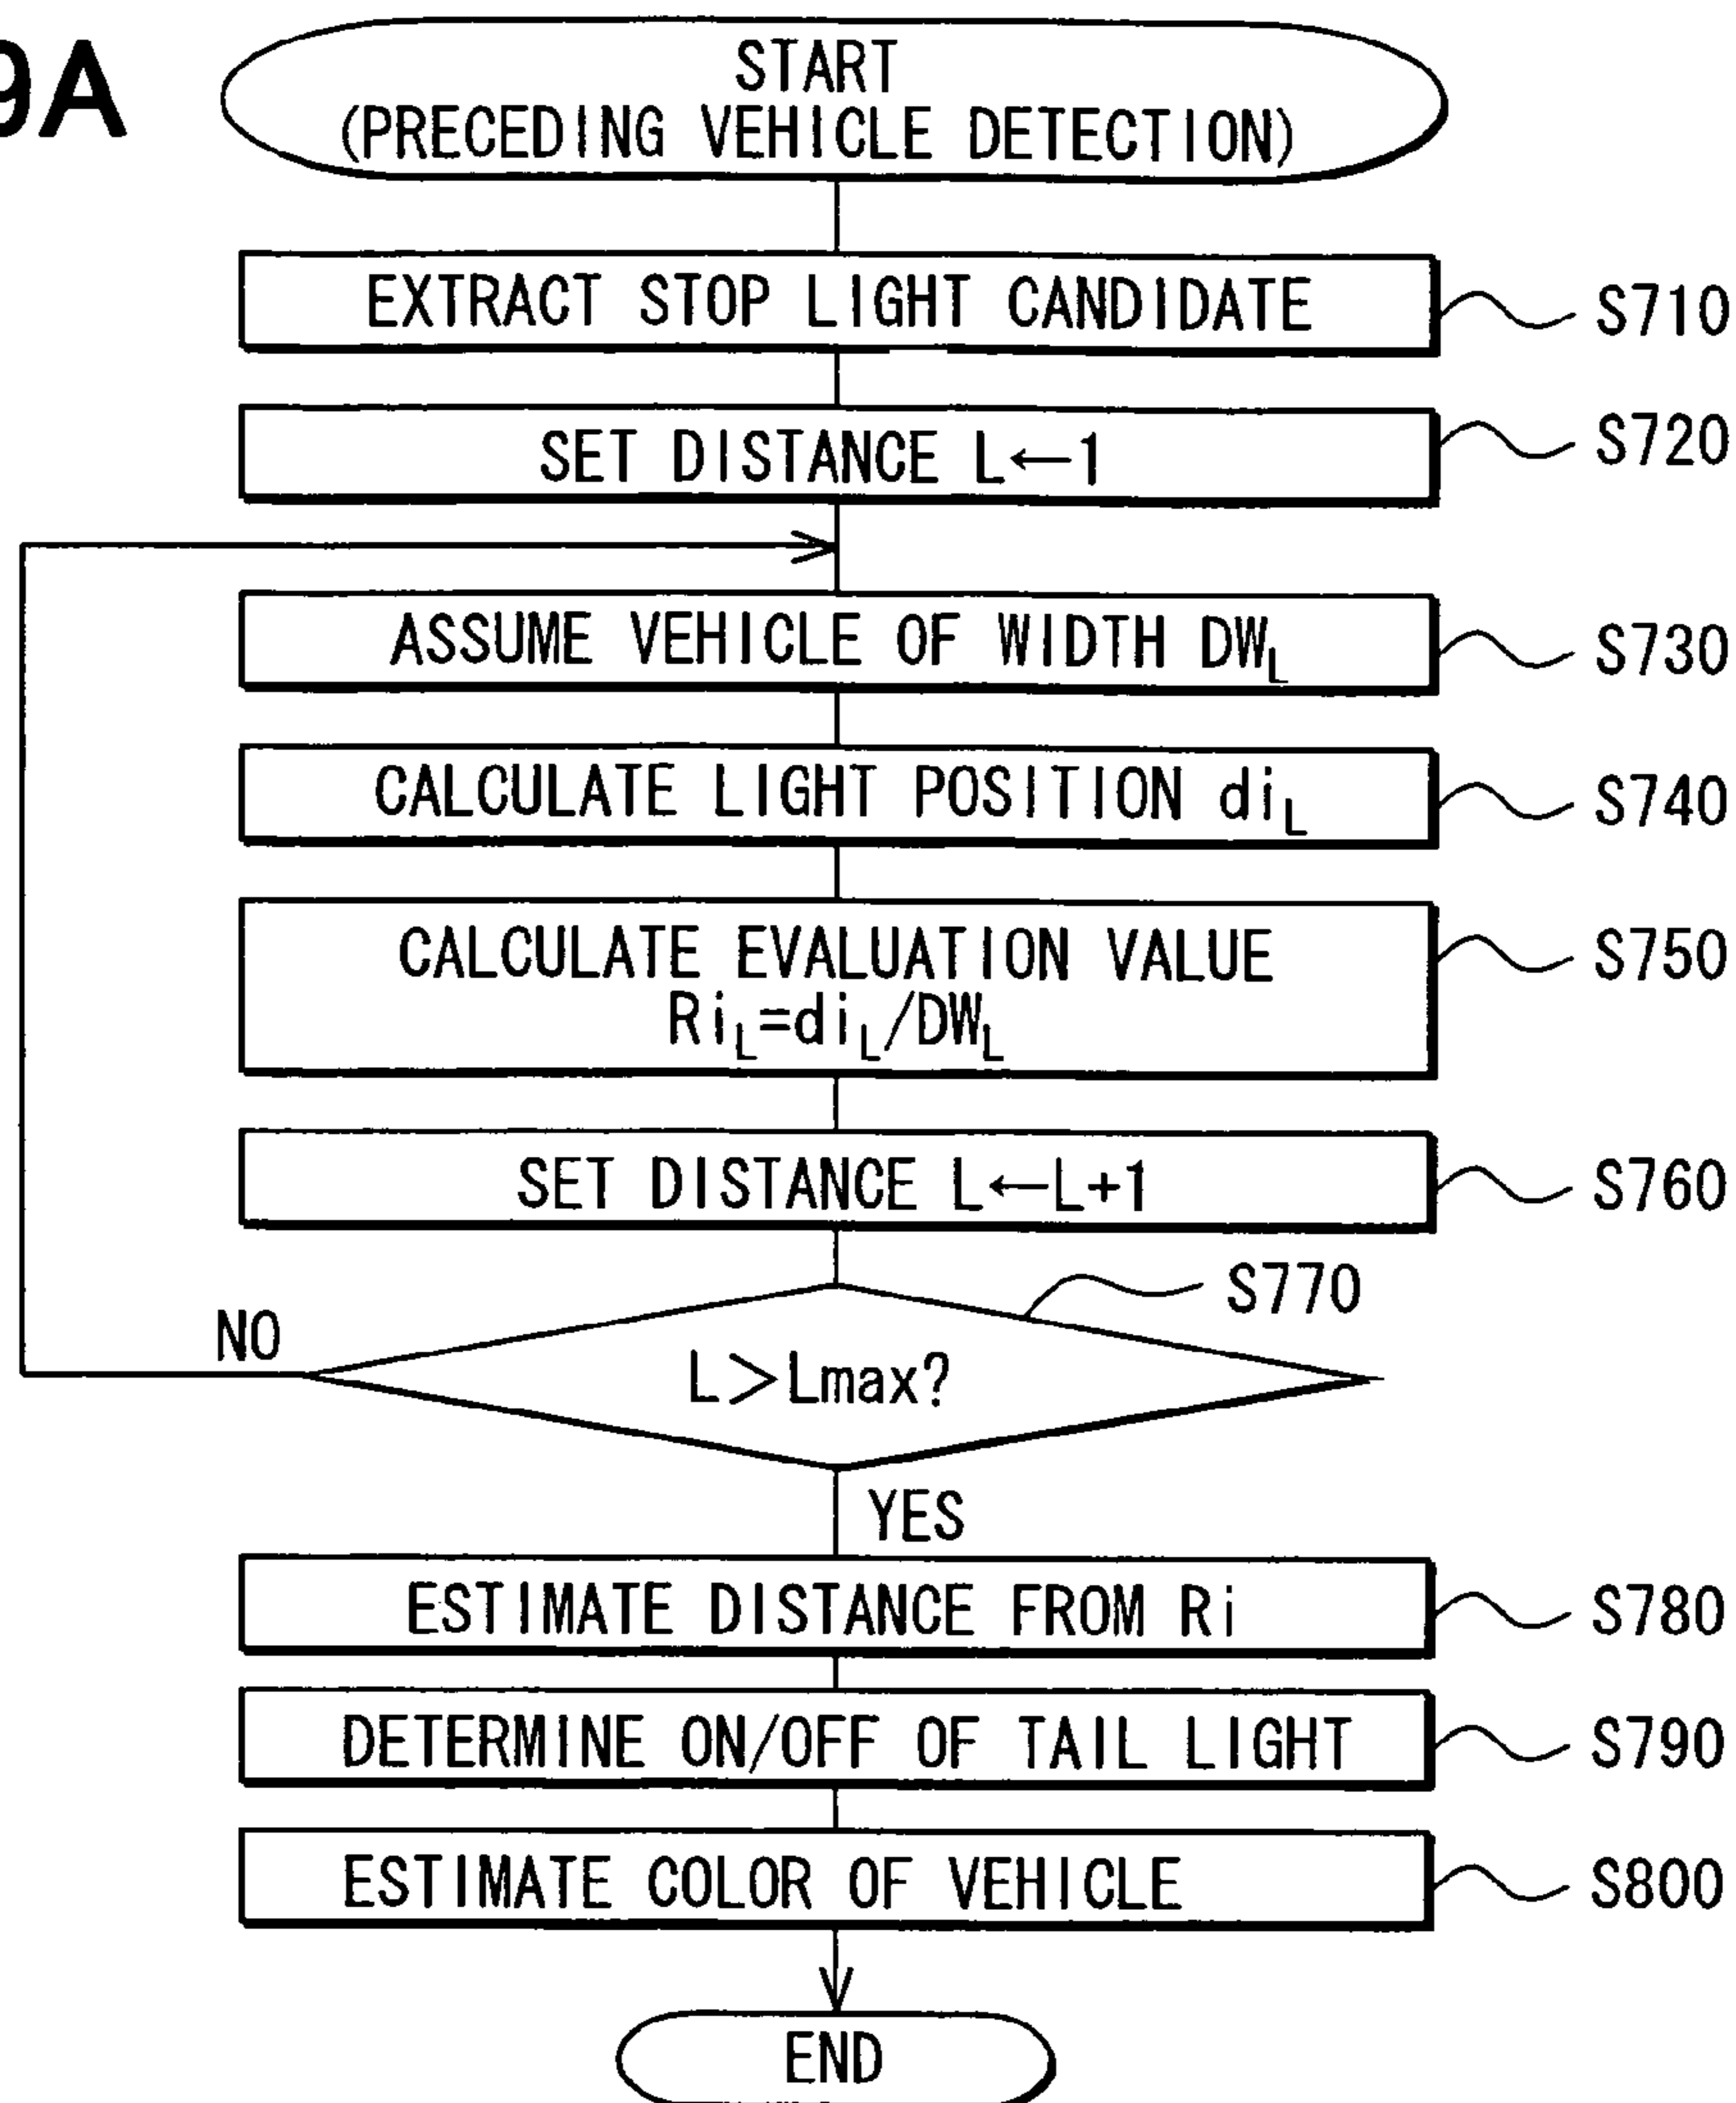 9A
START
(PRECEDING VEHICLE DETECTION)
EXTRACT STOP LIGHT CANDIDATE
S710
SET DISTANCE L←1
S720
ASSUME VEHICLE OF WIDTH DWL
S730
CALCULATE LIGHT POSITION diL
S740
CALCULATE EVALUATION VALUE
RiL=diL/DWL
S750
SET DISTANCE L←L+1
S760
S770
NO
L>Lmax?
YES
ESTIMATE DISTANCE FROM Ri
S780
DETERMINE ON/OFF OF TAIL LIGHT
S790
ESTIMATE COLOR OF VEHICLE
S800
END